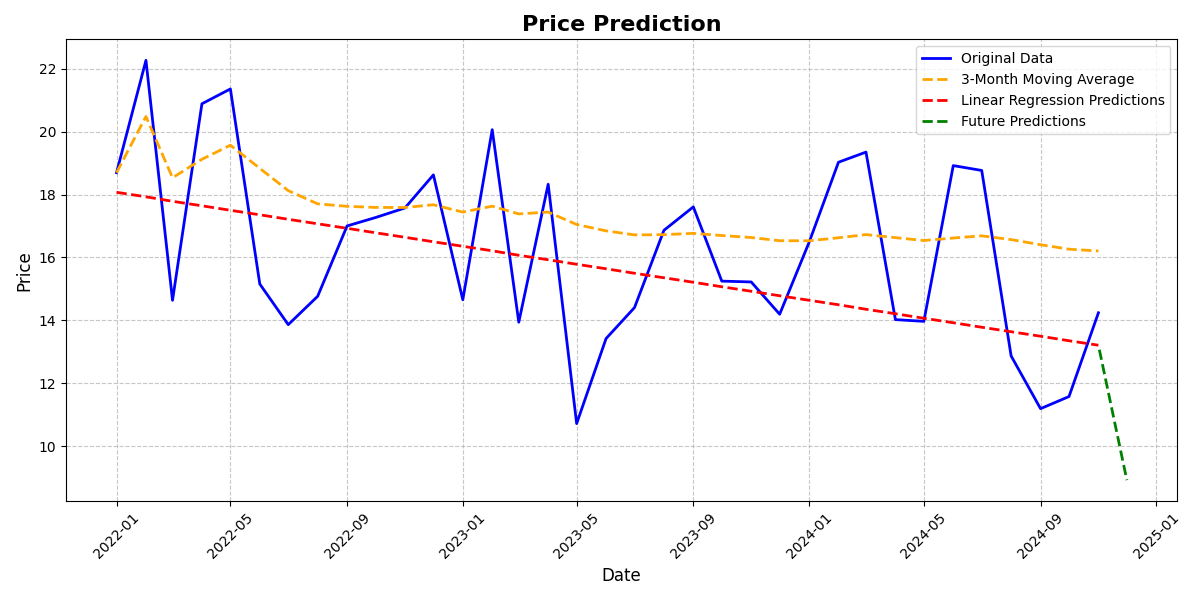 Price Prediction
Original Data
3-Month Moving Average
Linear Regression Predictions
Future Predictions
Price
22
20
18
16
14
12
10
2022-01
2022-05
2022-09
2023-01
2023-05
2023-09
2024-01
2024-05
2024-09
2025-01
Date